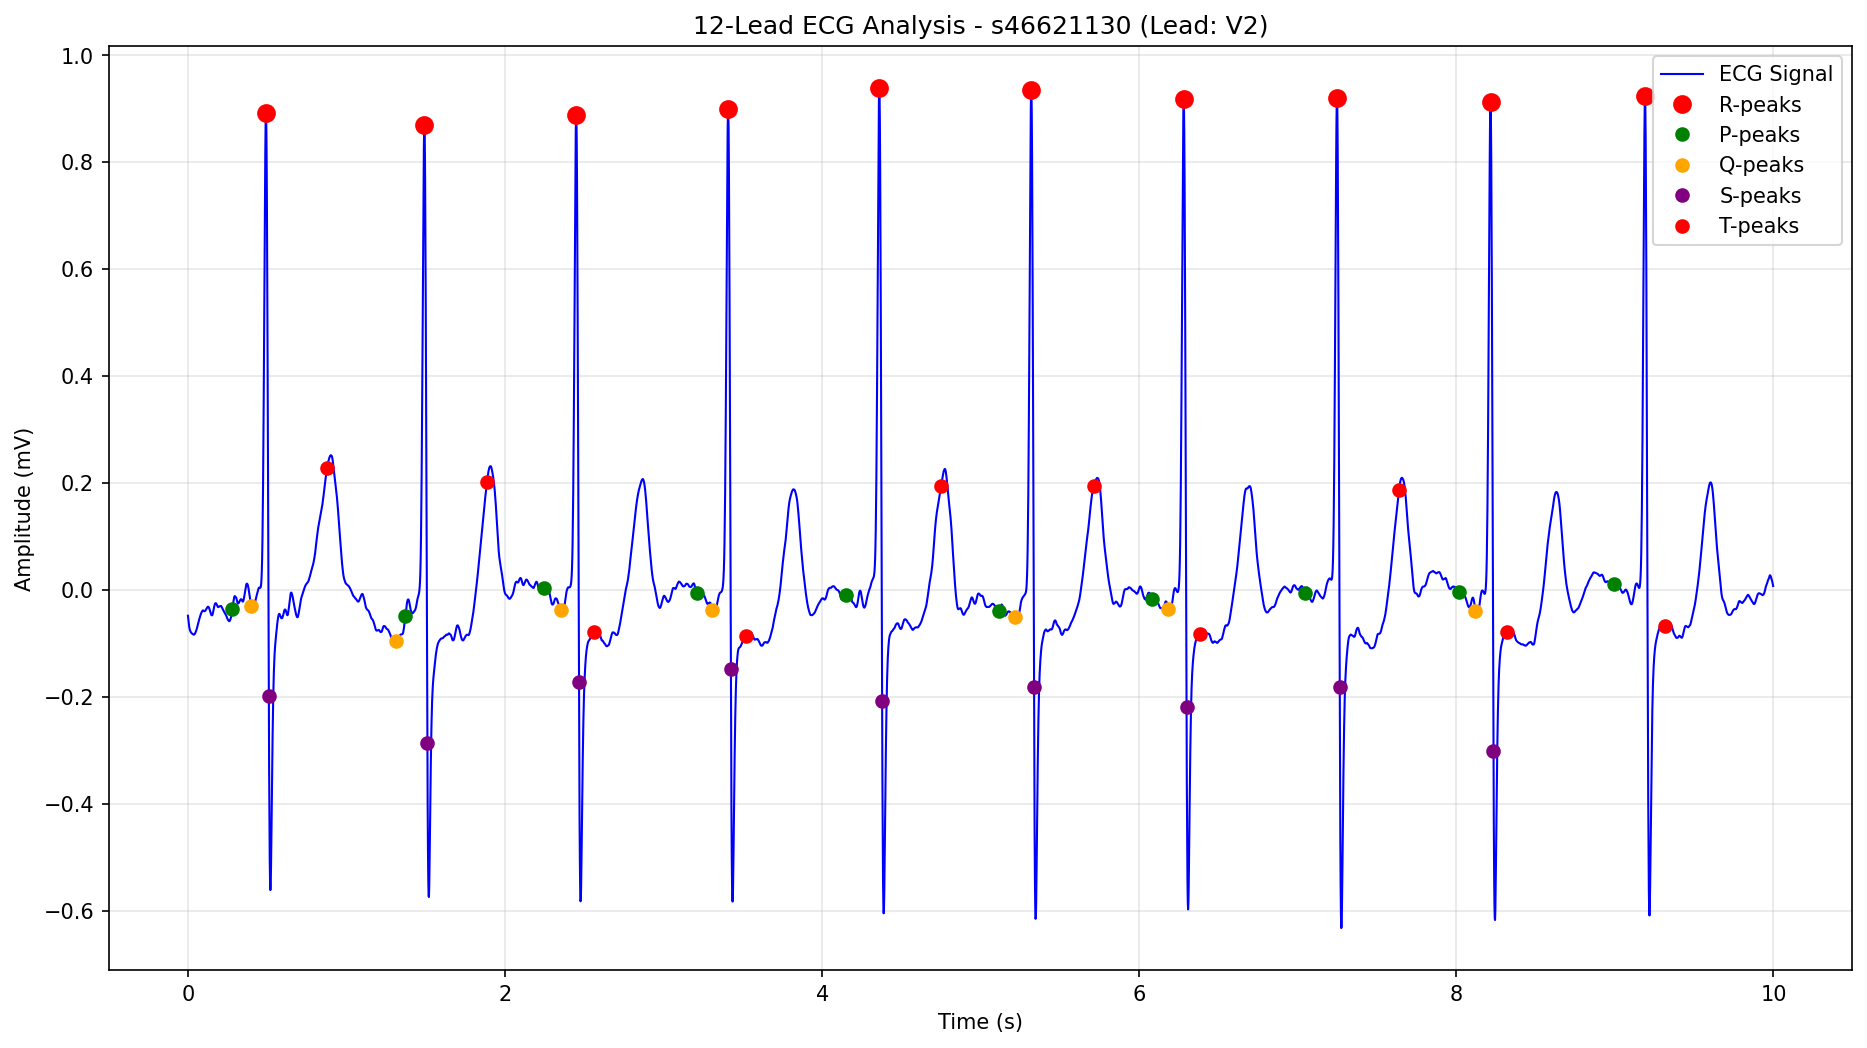 12-Lead ECG Analysis - s46621130 (Lead: V2)
ECG Signal
R-peaks
P-peaks
Q-peaks
S-peaks
T-peaks
Amplitude (mV)
1.0
0.8
0.6
0.4
0.2
0.0
−0.2
−0.4
−0.6
0 2 4 6 8 10
Time (s)